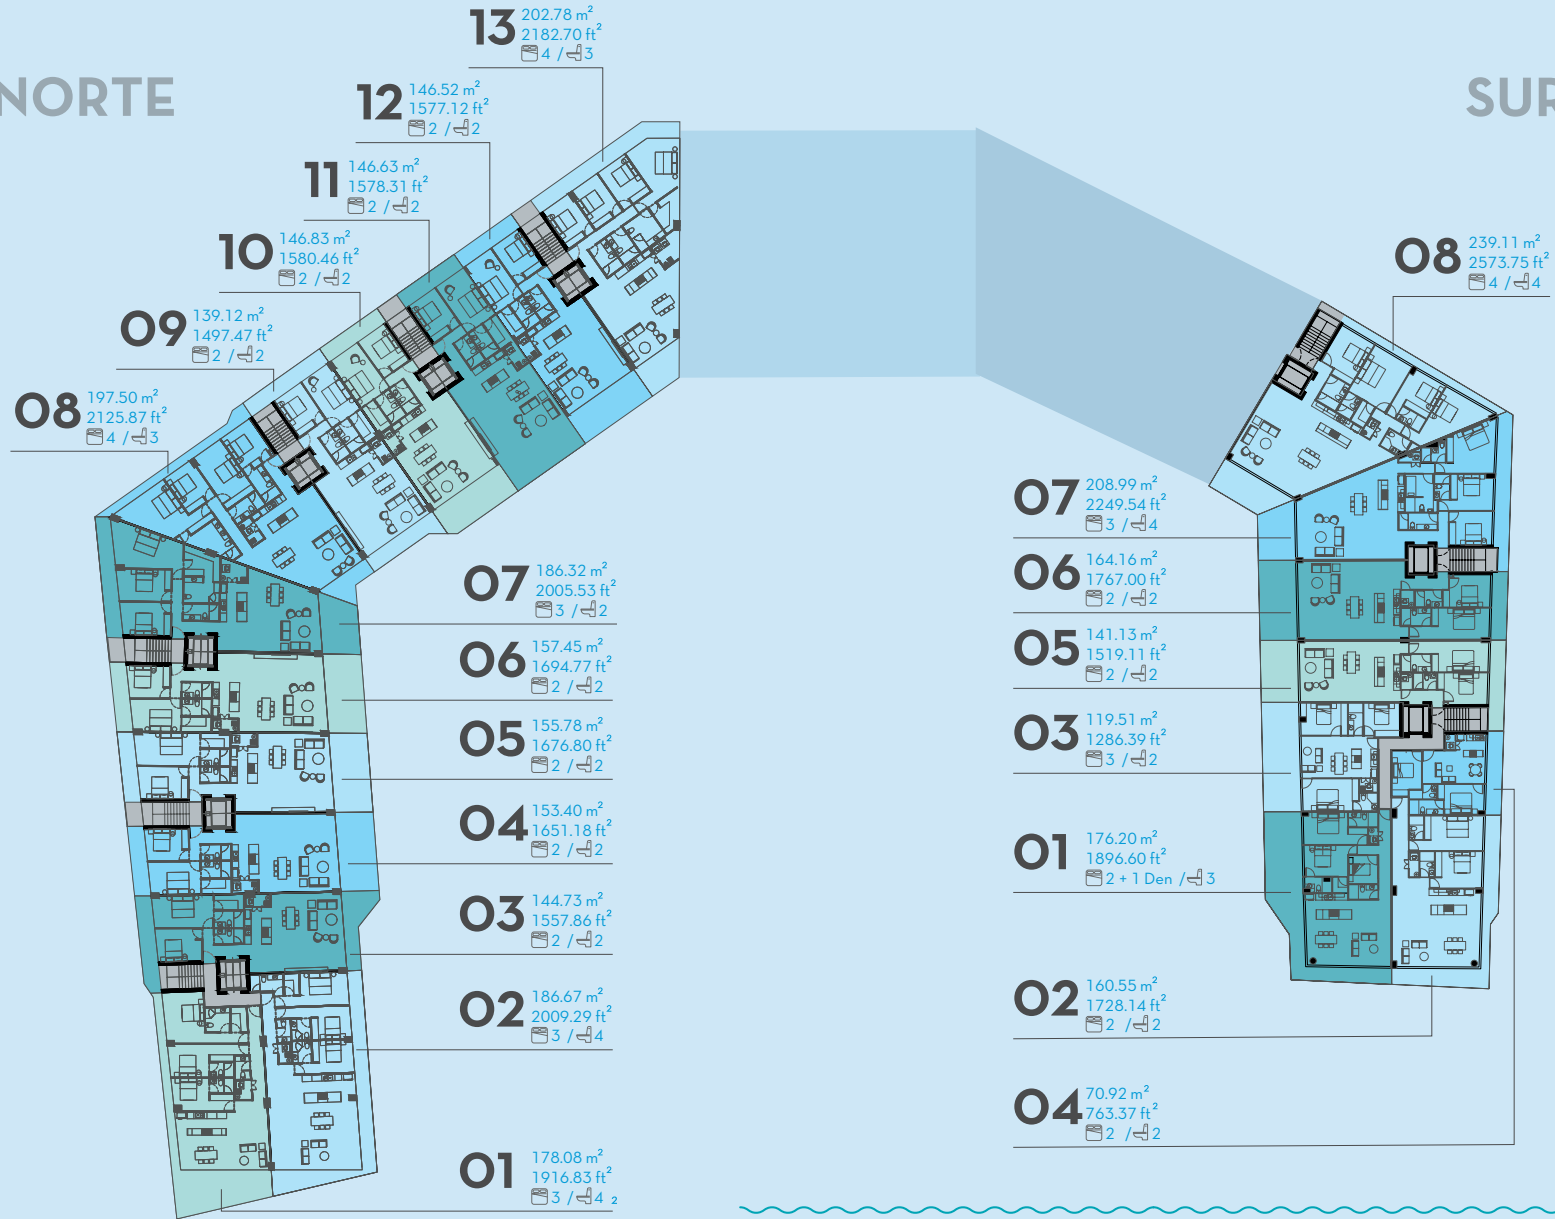 NORTE
SUR
13
202.78 m²
2182.70 ft²
4 / 3
12
146.52 m²
1577.12 ft²
2 / 2
11
146.63 m²
1578.31 ft²
2 / 2
10
146.83 m²
1580.46 ft²
2 / 2
09
139.12 m²
1497.47 ft²
2 / 2
08
197.50 m²
2125.87 ft²
4 / 3
07
186.32 m²
2005.53 ft²
3 / 2
06
157.45 m²
1694.77 ft²
2 / 2
05
155.78 m²
1676.80 ft²
2 / 2
04
153.40 m²
1651.18 ft²
2 / 2
03
144.73 m²
1557.86 ft²
2 / 2
02
186.67 m²
2009.29 ft²
3 / 4
01
178.08 m²
1916.83 ft²
3 / 4 2
08
239.11 m²
2573.75 ft²
4 / 4
07
208.99 m²
2249.54 ft²
3 / 4
06
164.16 m²
1767.00 ft²
2 / 2
05
141.13 m²
1519.11 ft²
2 / 2
03
119.51 m²
1286.39 ft²
3 / 2
01
176.20 m²
1896.60 ft²
2 + 1 Den / 3
02
160.55 m²
1728.14 ft²
2 / 2
04
70.92 m²
763.37 ft²
2 / 2